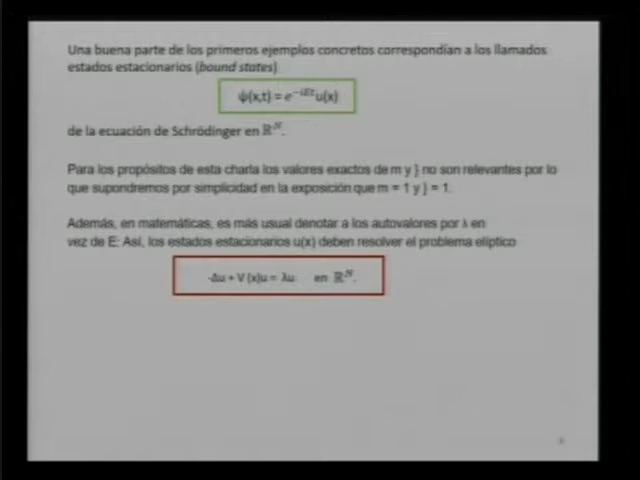 Una buena parte de los primeros ejemplos concretos correspondían a los llamados
estados estacionarios (bound states)
ψ(x,t) = e^{-iEt}u(x)
de la ecuación de Schrödinger en ℝ^N.
Para los propósitos de esta charla los valores exactos de m y } no son relevantes por lo
que supondremos por simplicidad en la exposición que m = 1 y } = 1.
Además, en matemáticas, es más usual denotar a los autovalores por λ en
vez de E: Así, los estados estacionarios u(x) deben resolver el problema elíptico
-Δu + V (x)u = λu en ℝ^N.